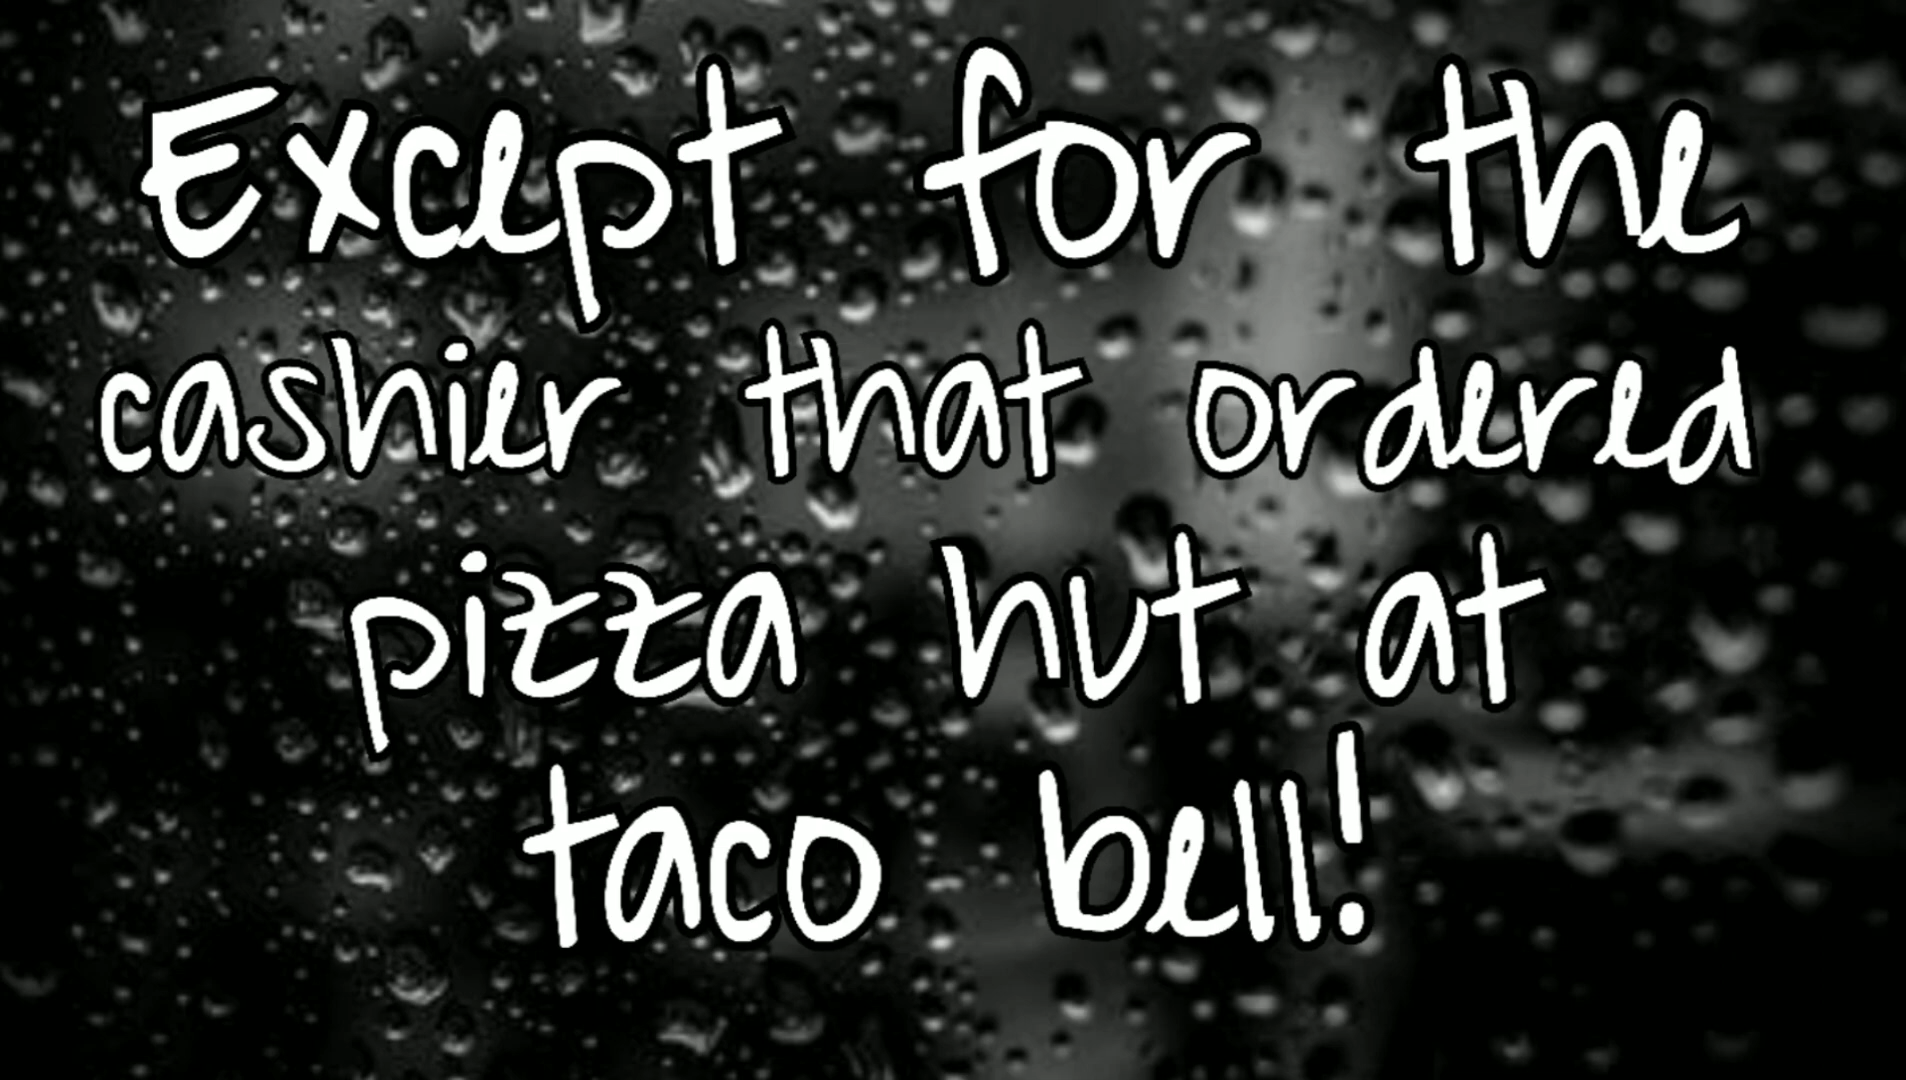 Except for the
cashier that ordered
pizza hut at
taco bell!